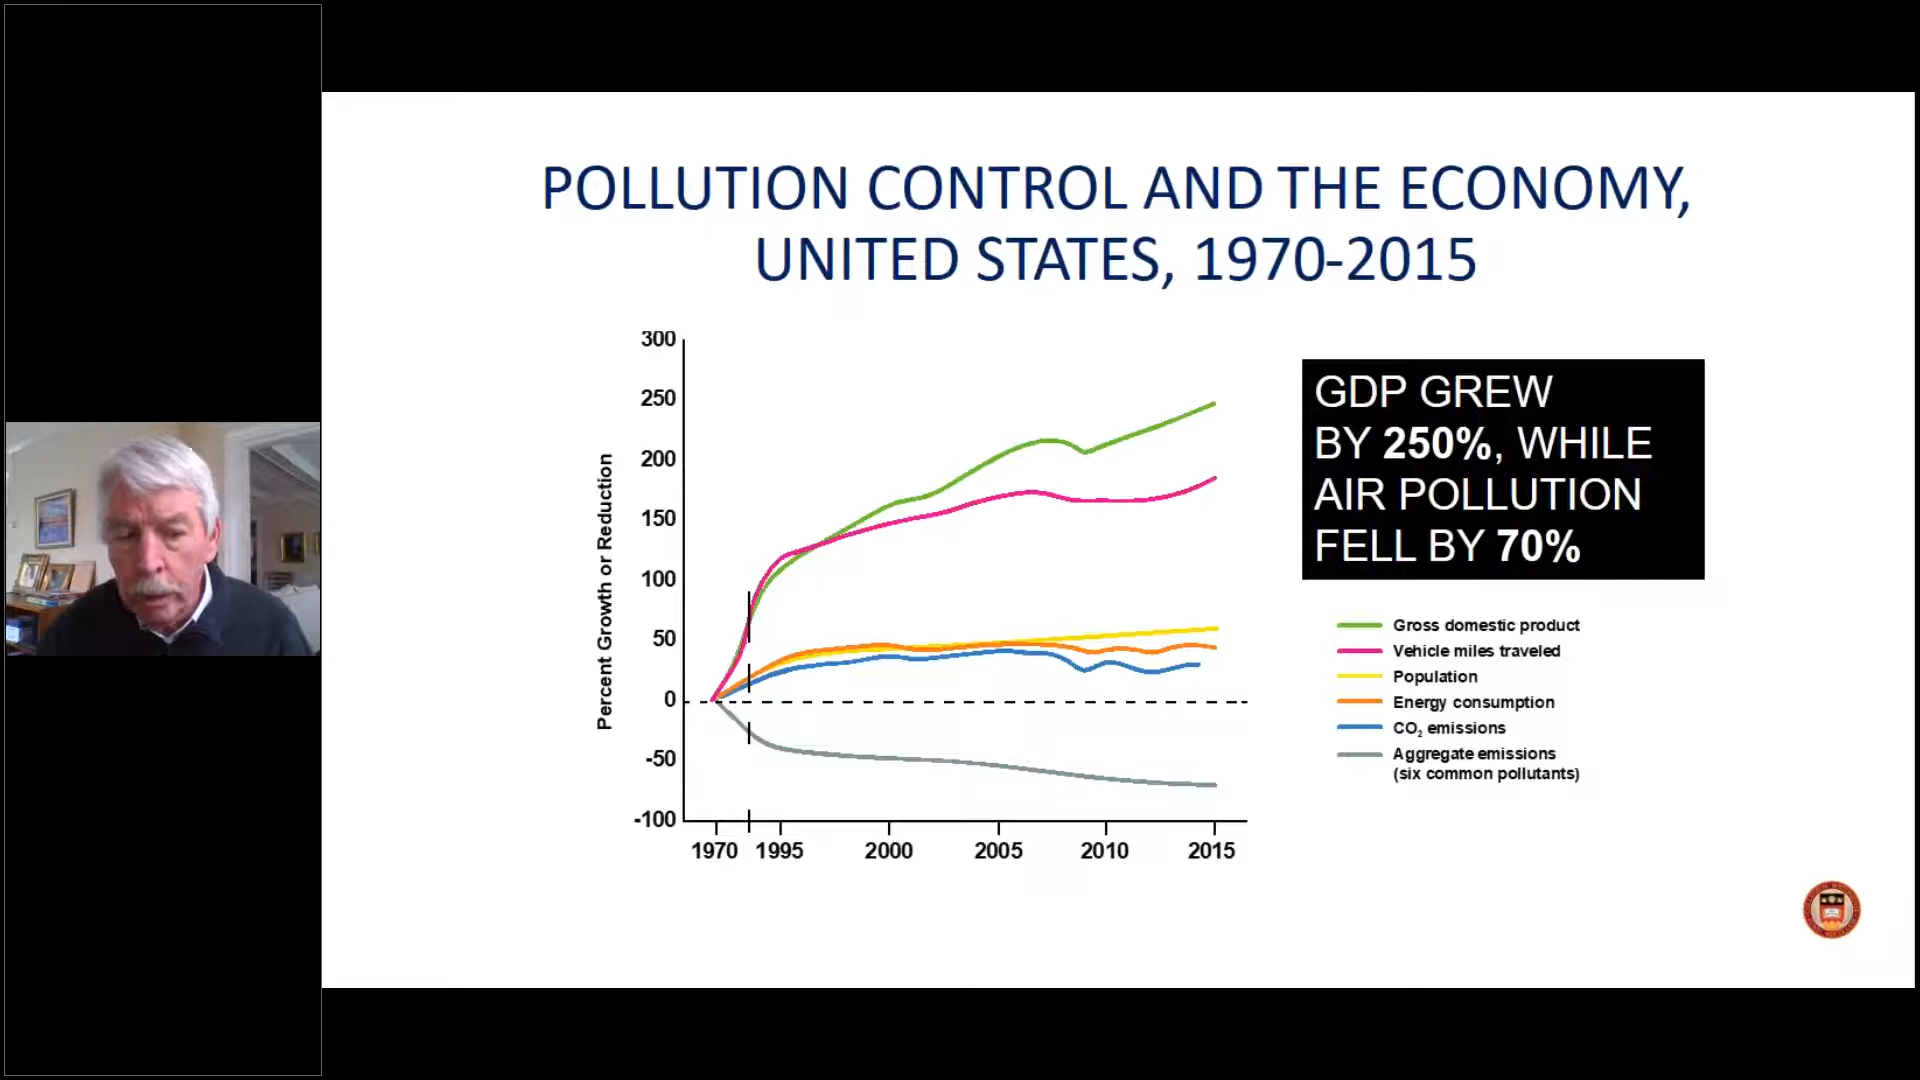 POLLUTION CONTROL AND THE ECONOMY,
UNITED STATES, 1970-2015
Percent Growth or Reduction
300
250
200
150
100
50
0
-50
-100
1970 1995 2000 2005 2010 2015
GDP GREW
BY 250%, WHILE
AIR POLLUTION
FELL BY 70%
Gross domestic product
Vehicle miles traveled
Population
Energy consumption
CO₂ emissions
Aggregate emissions
(six common pollutants)